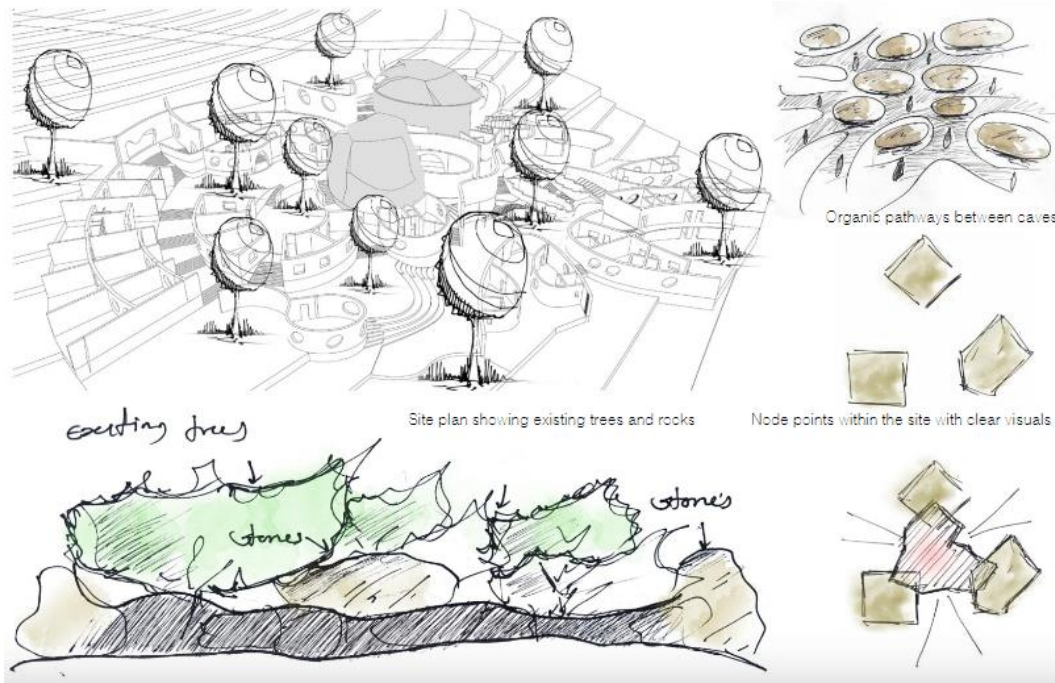 Organic pathways between caves
Site plan showing existing trees and rocks
Node points within the site with clear visuals
existing trees
stones
stones